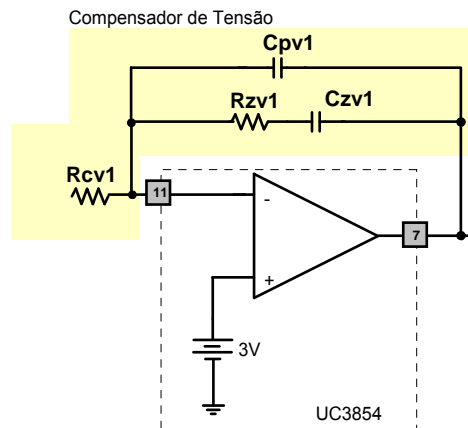 Compensador de Tensão
Cpv1
Rzv1
Czv1
Rcv1
11
-
7
+
3V
UC3854